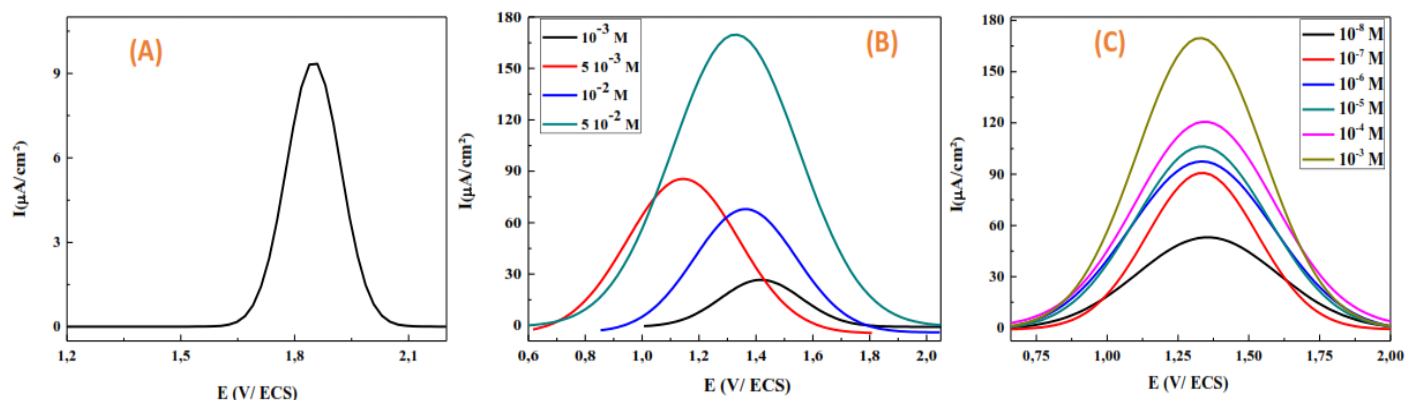 (A)
I(µA/cm²)
9
6
3
0
1,2 1,5 1,8 2,1
E (V/ ECS)
(B)
10⁻³ M
5 10⁻³ M
10⁻² M
5 10⁻² M
I(µA/cm²)
180
150
120
90
60
30
0
0,6 0,8 1,0 1,2 1,4 1,6 1,8 2,0
E (V/ ECS)
(C)
10⁻⁸ M
10⁻⁷ M
10⁻⁶ M
10⁻⁵ M
10⁻⁴ M
10⁻³ M
I(µA/cm²)
180
150
120
90
60
30
0
0,75 1,00 1,25 1,50 1,75 2,00
E (V/ ECS)